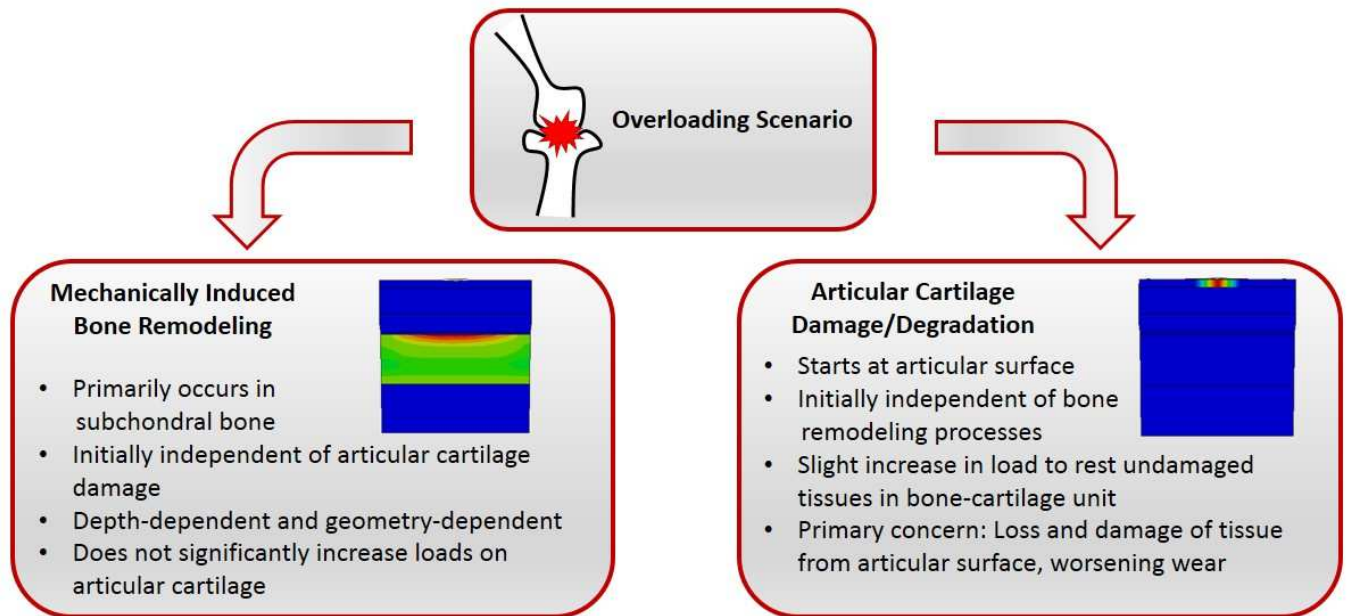 Overloading Scenario
Mechanically Induced
Bone Remodeling
• Primarily occurs in
subchondral bone
• Initially independent of articular cartilage
damage
• Depth-dependent and geometry-dependent
• Does not significantly increase loads on
articular cartilage
Articular Cartilage
Damage/Degradation
• Starts at articular surface
• Initially independent of bone
remodeling processes
• Slight increase in load to rest undamaged
tissues in bone-cartilage unit
• Primary concern: Loss and damage of tissue
from articular surface, worsening wear